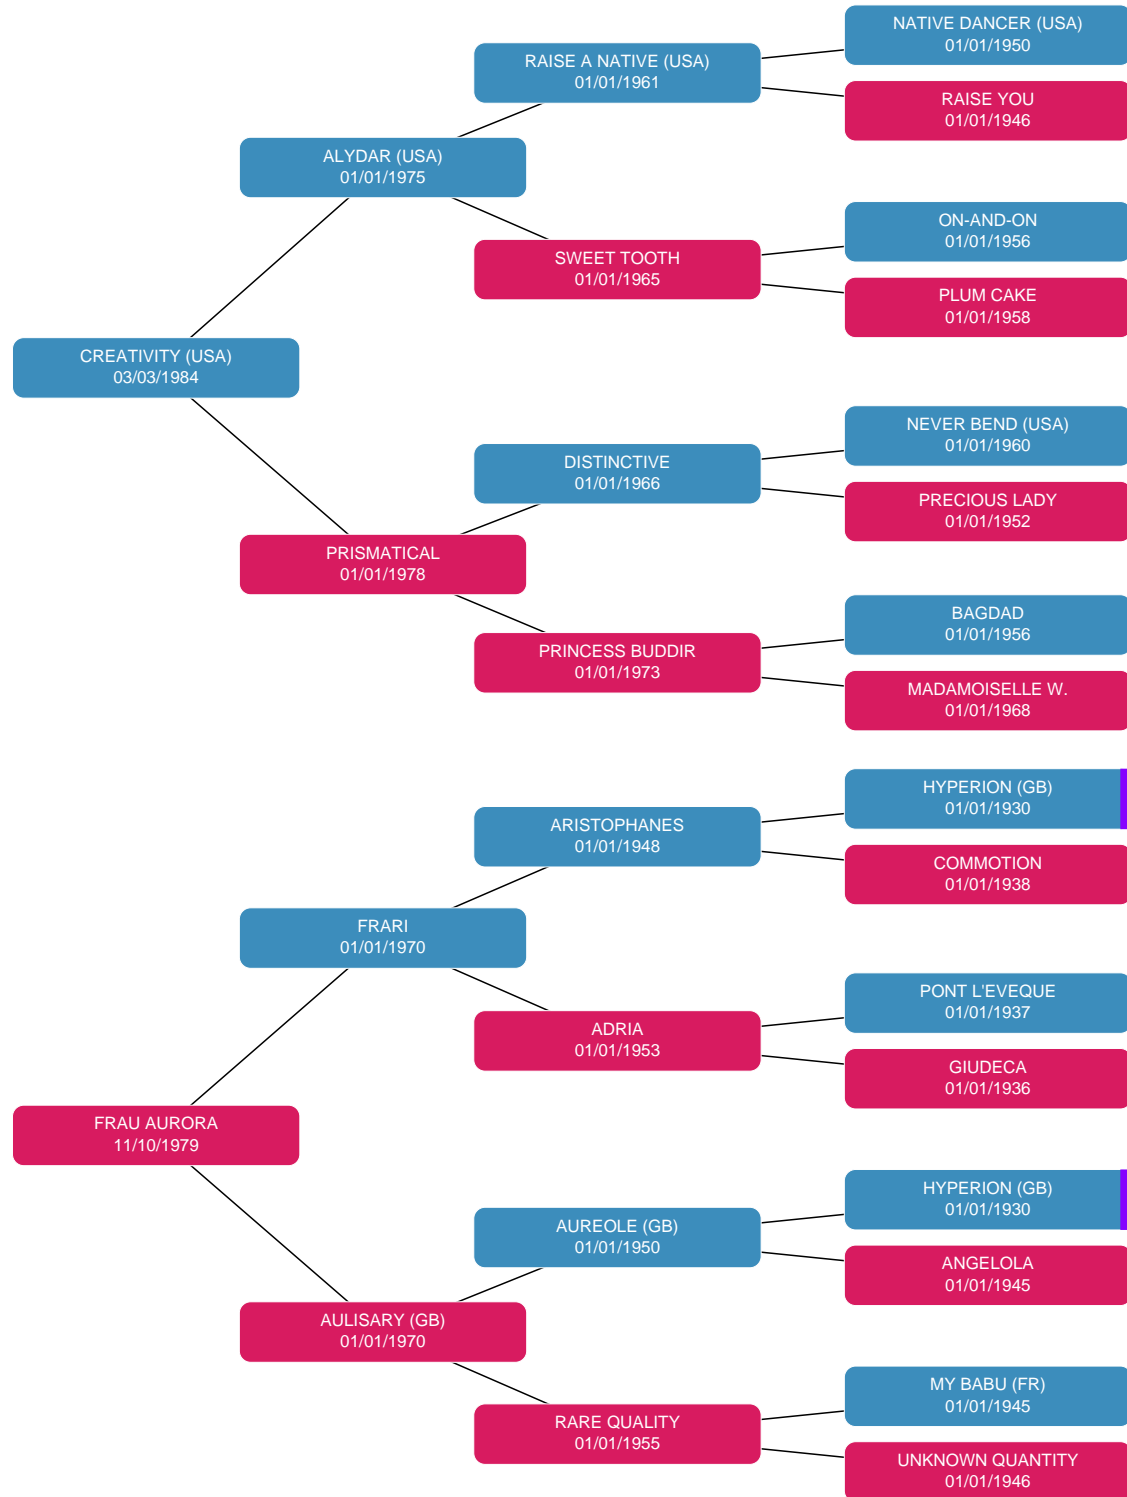 NATIVE DANCER (USA)
01/01/1950
RAISE A NATIVE (USA)
01/01/1961
RAISE YOU
01/01/1946
ALYDAR (USA)
01/01/1975
ON-AND-ON
01/01/1956
SWEET TOOTH
01/01/1965
PLUM CAKE
01/01/1958
CREATIVITY (USA)
03/03/1984
NEVER BEND (USA)
01/01/1960
DISTINCTIVE
01/01/1966
PRECIOUS LADY
01/01/1952
PRISMATICAL
01/01/1978
BAGDAD
01/01/1956
PRINCESS BUDDIR
01/01/1973
MADAMOISELLE W.
01/01/1968
HYPERION (GB)
01/01/1930
ARISTOPHANES
01/01/1948
COMMOTION
01/01/1938
FRARI
01/01/1970
PONT L'EVEQUE
01/01/1937
ADRIA
01/01/1953
GIUDECA
01/01/1936
FRAU AURORA
11/10/1979
HYPERION (GB)
01/01/1930
AUREOLE (GB)
01/01/1950
ANGELOLA
01/01/1945
AULISARY (GB)
01/01/1970
MY BABU (FR)
01/01/1945
RARE QUALITY
01/01/1955
UNKNOWN QUANTITY
01/01/1946